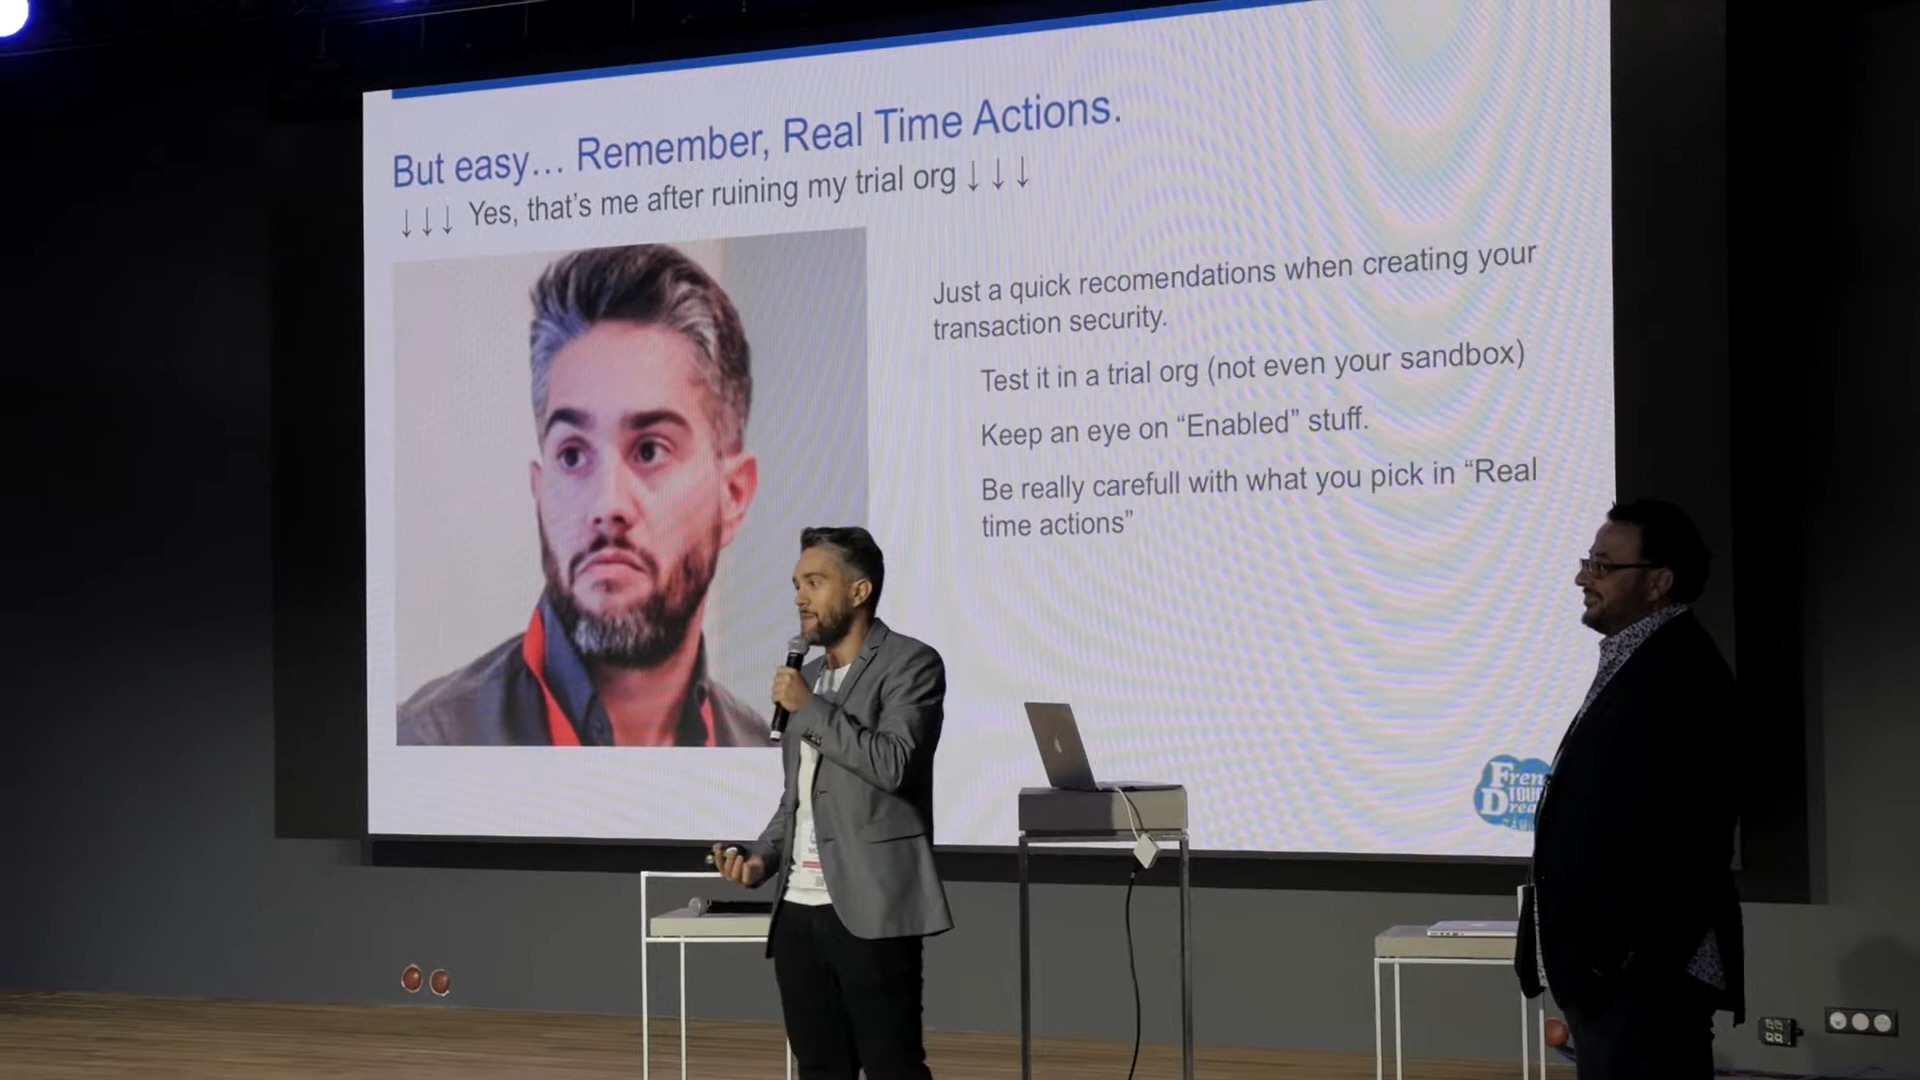 But easy… Remember, Real Time Actions.
↓↓↓ Yes, that’s me after ruining my trial org ↓↓↓
Just a quick recomendations when creating your
transaction security.
Test it in a trial org (not even your sandbox)
Keep an eye on “Enabled” stuff.
Be really carefull with what you pick in “Real
time actions”